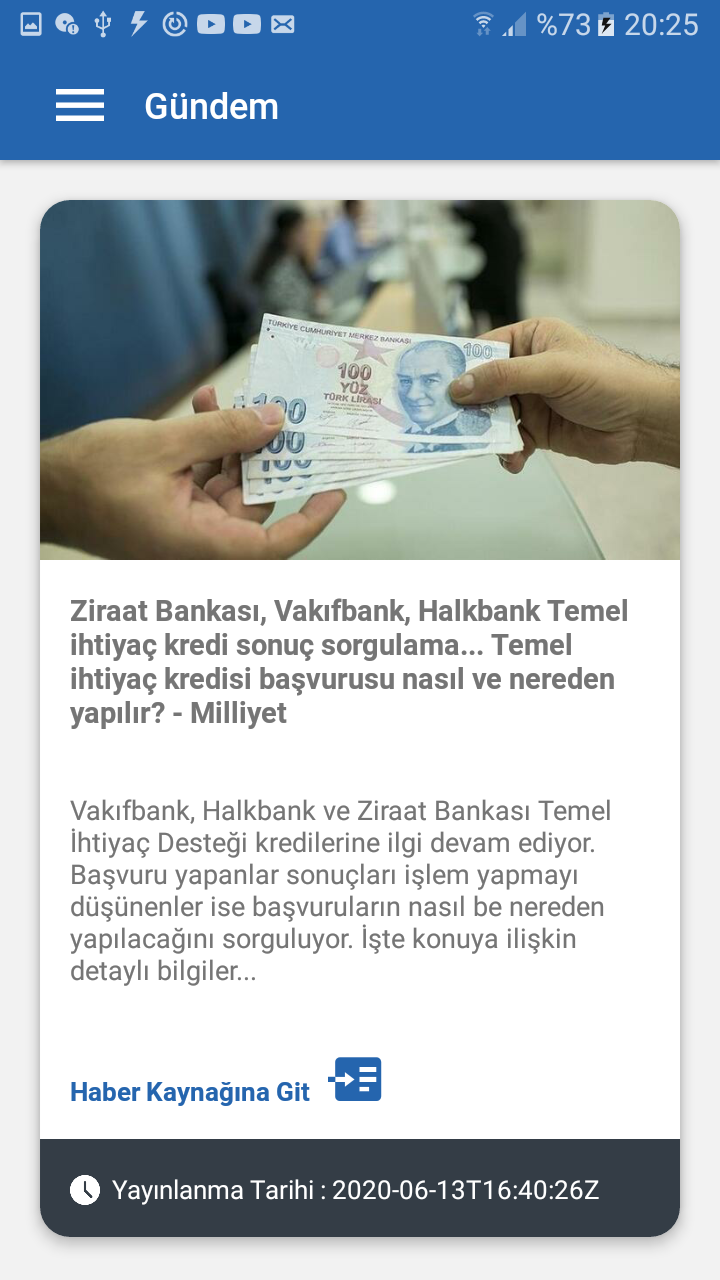 %73 20:25
Gündem
TÜRKİYE CUMHURİYET MERKEZ BANKASI
100
100
YÜZ
TÜRK LİRASI
100
100
100
Ziraat Bankası, Vakıfbank, Halkbank Temel
ihtiyaç kredi sonuç sorgulama... Temel
ihtiyaç kredisi başvurusu nasıl ve nereden
yapılır? - Milliyet
Vakıfbank, Halkbank ve Ziraat Bankası Temel
İhtiyaç Desteği kredilerine ilgi devam ediyor.
Başvuru yapanlar sonuçları işlem yapmayı
düşünenler ise başvuruların nasıl be nereden
yapılacağını sorguluyor. İşte konuya ilişkin
detaylı bilgiler...
Haber Kaynağına Git
Yayınlanma Tarihi : 2020-06-13T16:40:26Z